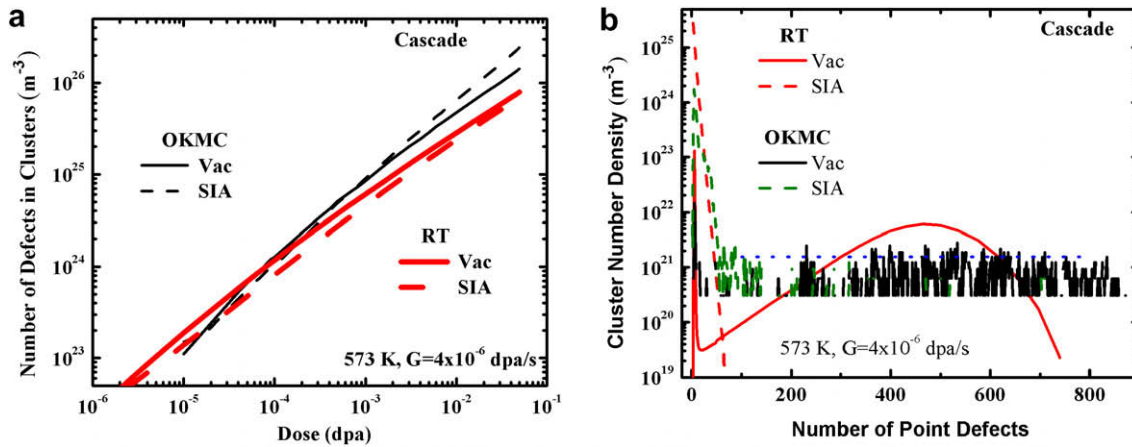 a
Number of Defects in Clusters (m⁻³)
10²⁶
10²⁵
10²⁴
10²³
Cascade
OKMC
Vac
SIA
RT
Vac
SIA
573 K, G=4x10⁻⁶ dpa/s
10⁻⁶ 10⁻⁵ 10⁻⁴ 10⁻³ 10⁻² 10⁻¹
Dose (dpa)
b
Cluster Number Density (m⁻³)
10²⁵
10²⁴
10²³
10²²
10²¹
10²⁰
10¹⁹
Cascade
RT
Vac
SIA
OKMC
Vac
SIA
573 K, G=4x10⁻⁶ dpa/s
0 200 400 600 800
Number of Point Defects